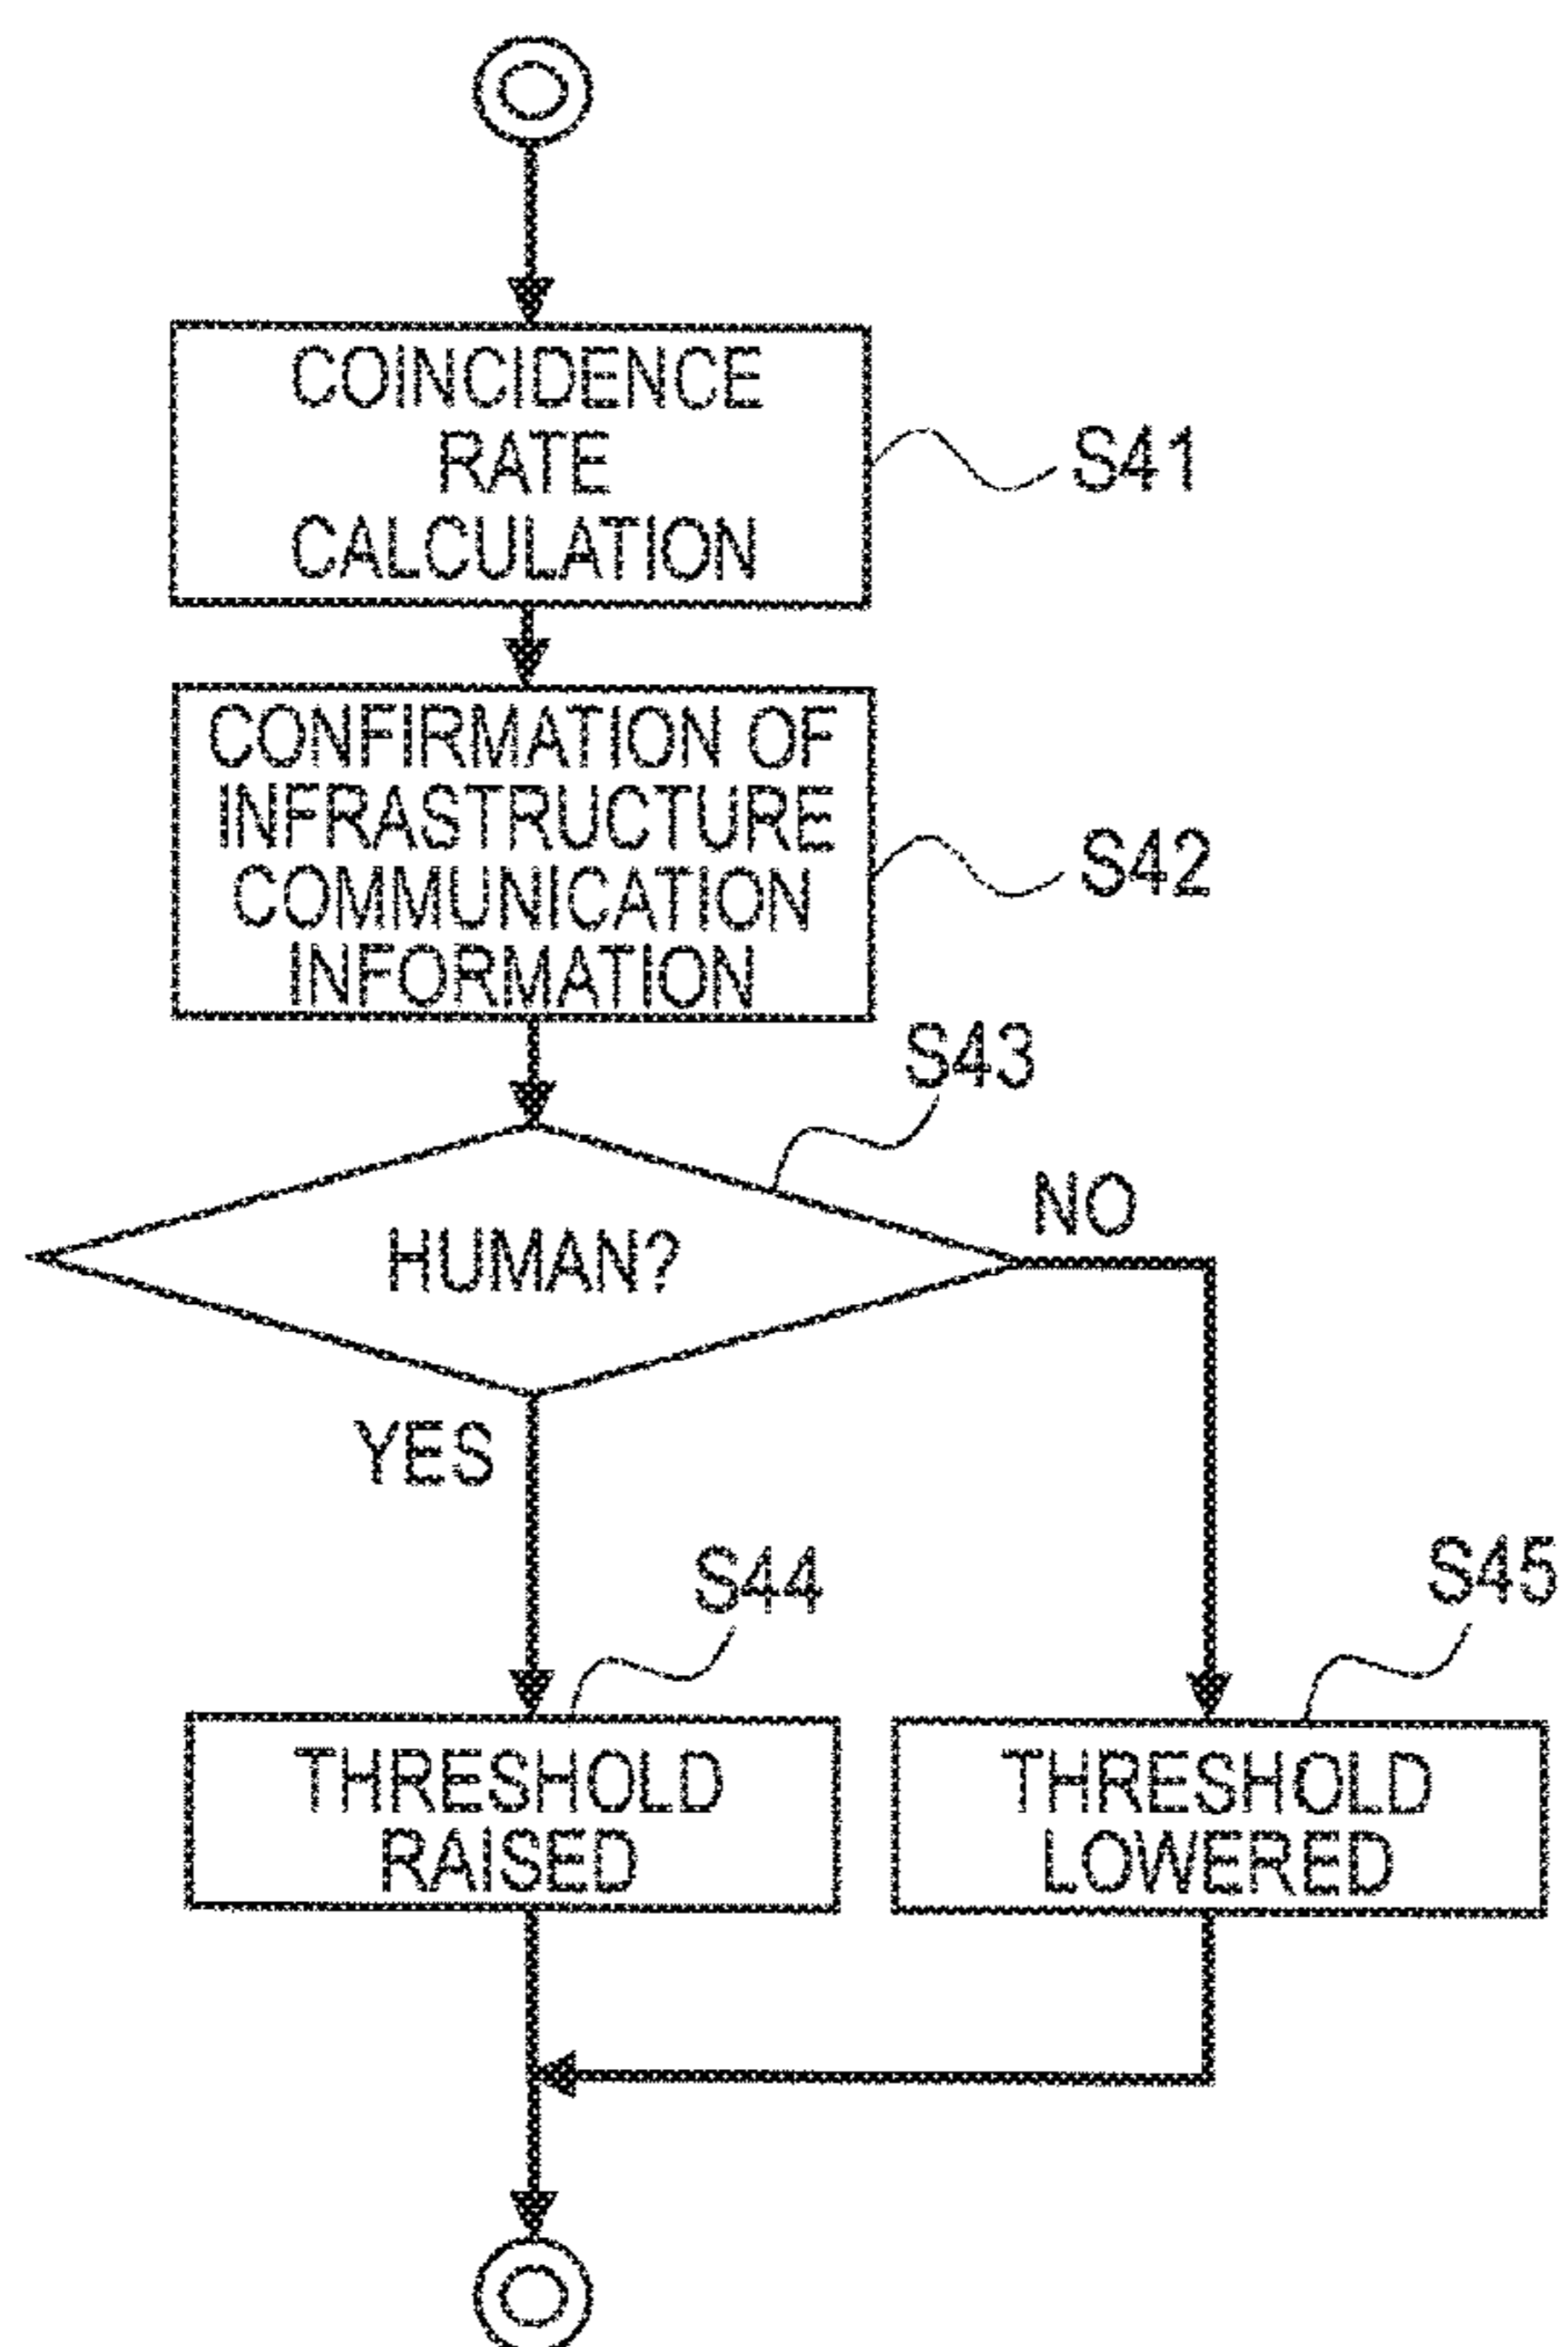 COINCIDENCE
RATE
CALCULATION
S41
CONFIRMATION OF
INFRASTRUCTURE
COMMUNICATION
INFORMATION
S42
S43
HUMAN?
NO
YES
S44
S45
THRESHOLD
RAISED
THRESHOLD
LOWERED